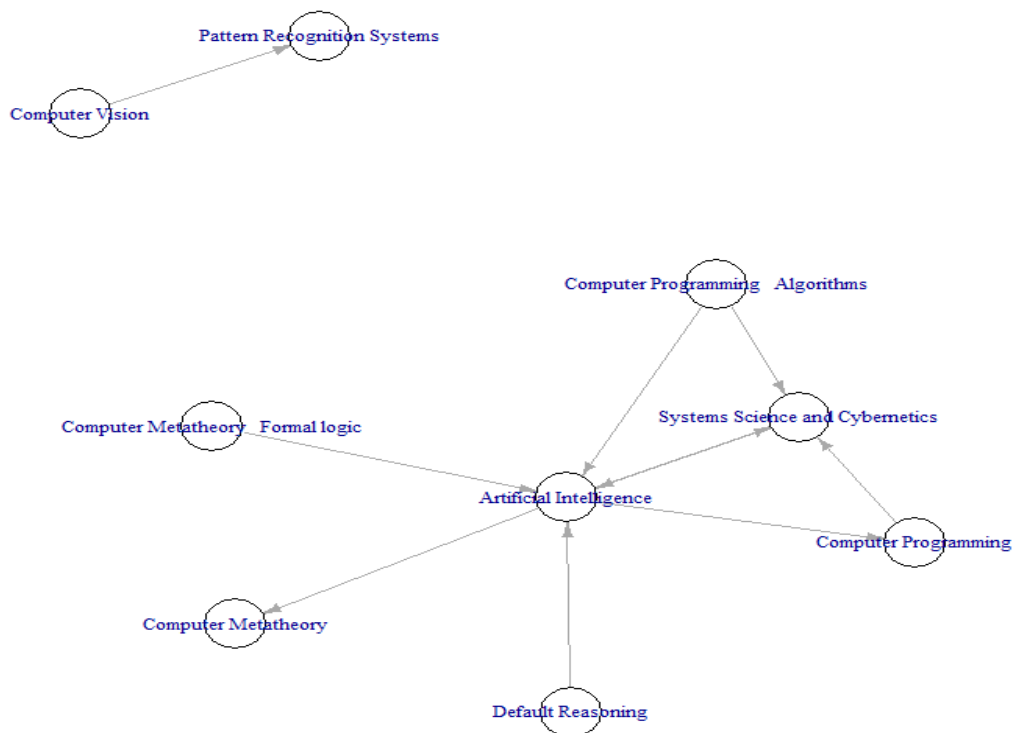 Pattern Recognition Systems
Computer Vision
Computer Programming   Algorithms
Systems Science and Cybernetics
Computer Metatheory   Formal logic
Artificial Intelligence
Computer Programming
Computer Metatheory
Default Reasoning